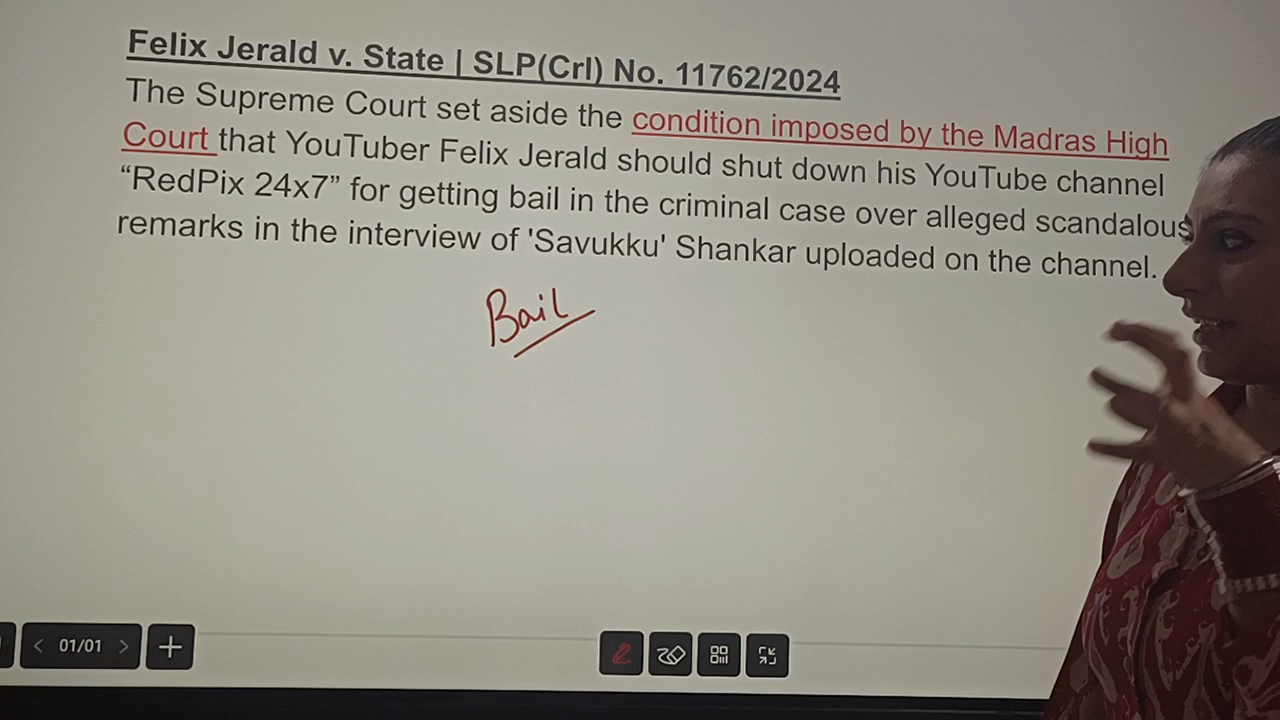 Felix Jerald v. State | SLP(Crl) No. 11762/2024
The Supreme Court set aside the condition imposed by the Madras High
Court that YouTuber Felix Jerald should shut down his YouTube channel
“RedPix 24x7” for getting bail in the criminal case over alleged scandalous
remarks in the interview of 'Savukku' Shankar uploaded on the channel.
Bail
01/01